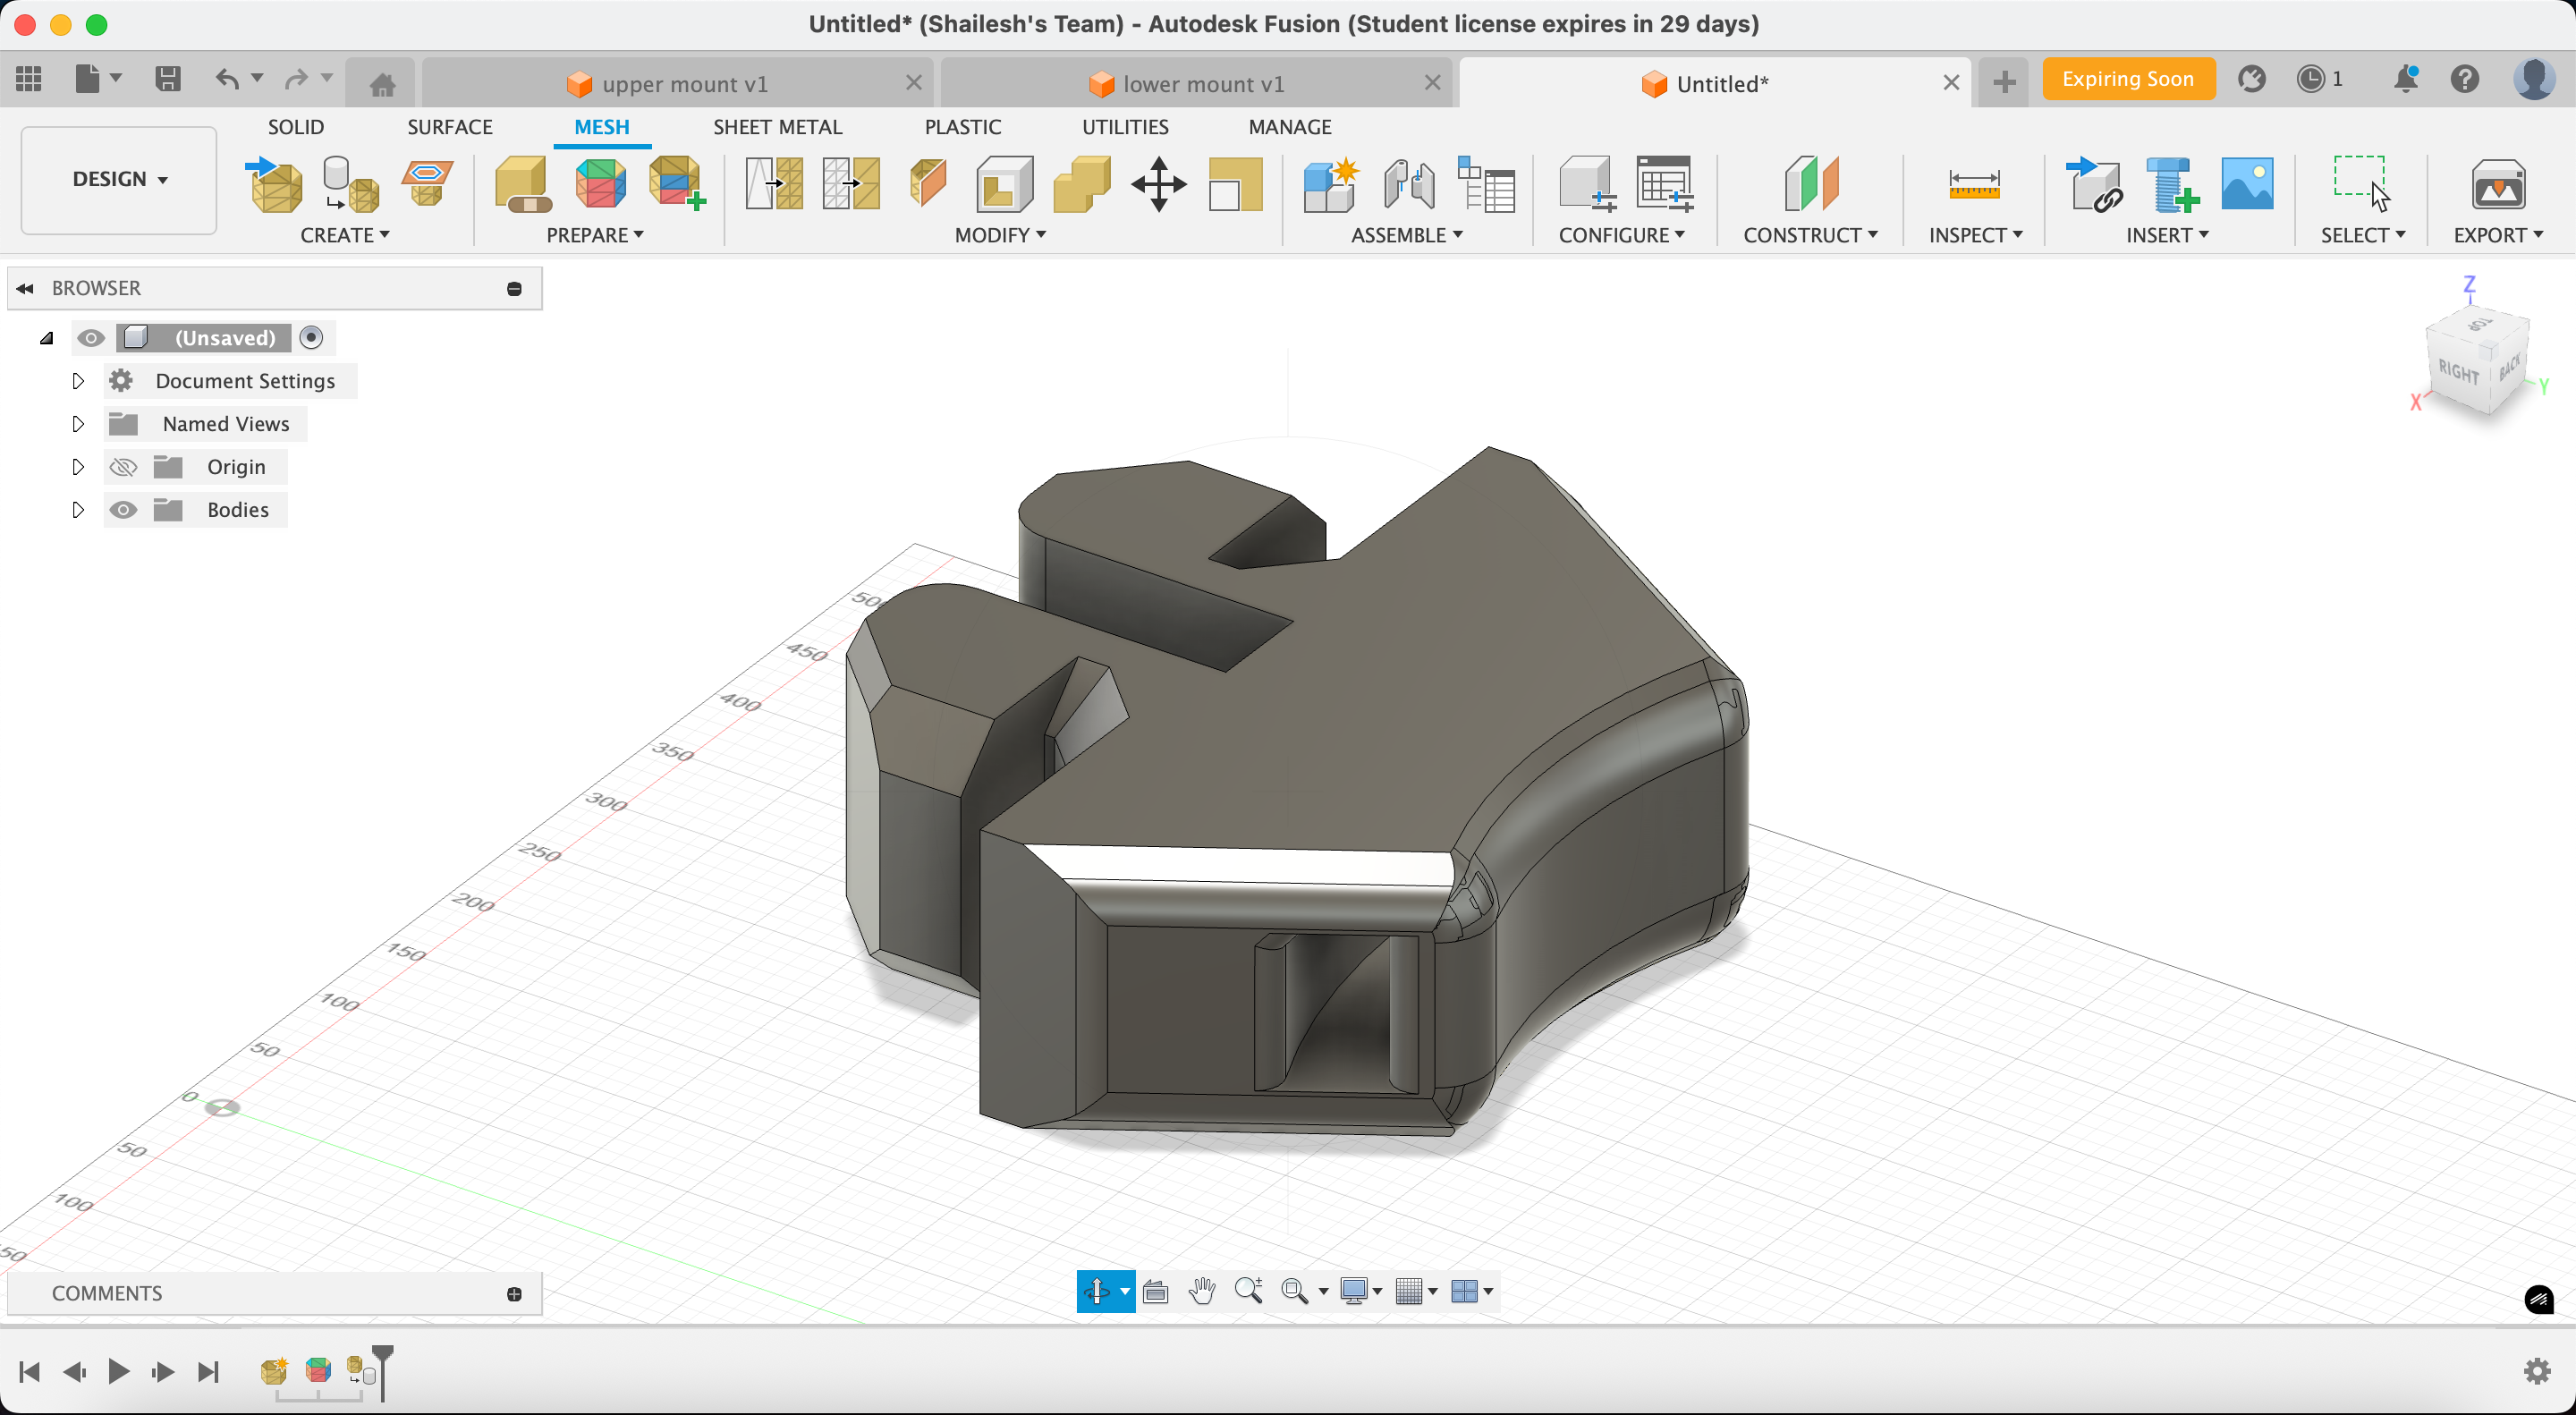 Untitled* (Shailesh's Team) - Autodesk Fusion (Student license expires in 29 days)
upper mount v1
lower mount v1
Untitled*
Expiring Soon
1
SOLID
SURFACE
MESH
SHEET METAL
PLASTIC
UTILITIES
MANAGE
DESIGN
CREATE
PREPARE
MODIFY
ASSEMBLE
CONFIGURE
CONSTRUCT
INSPECT
INSERT
SELECT
EXPORT
BROWSER
(Unsaved)
Document Settings
Named Views
Origin
Bodies
Z
TOP
RIGHT
BACK
X
Y
450
400
350
300
250
200
150
100
50
0
50
100
COMMENTS